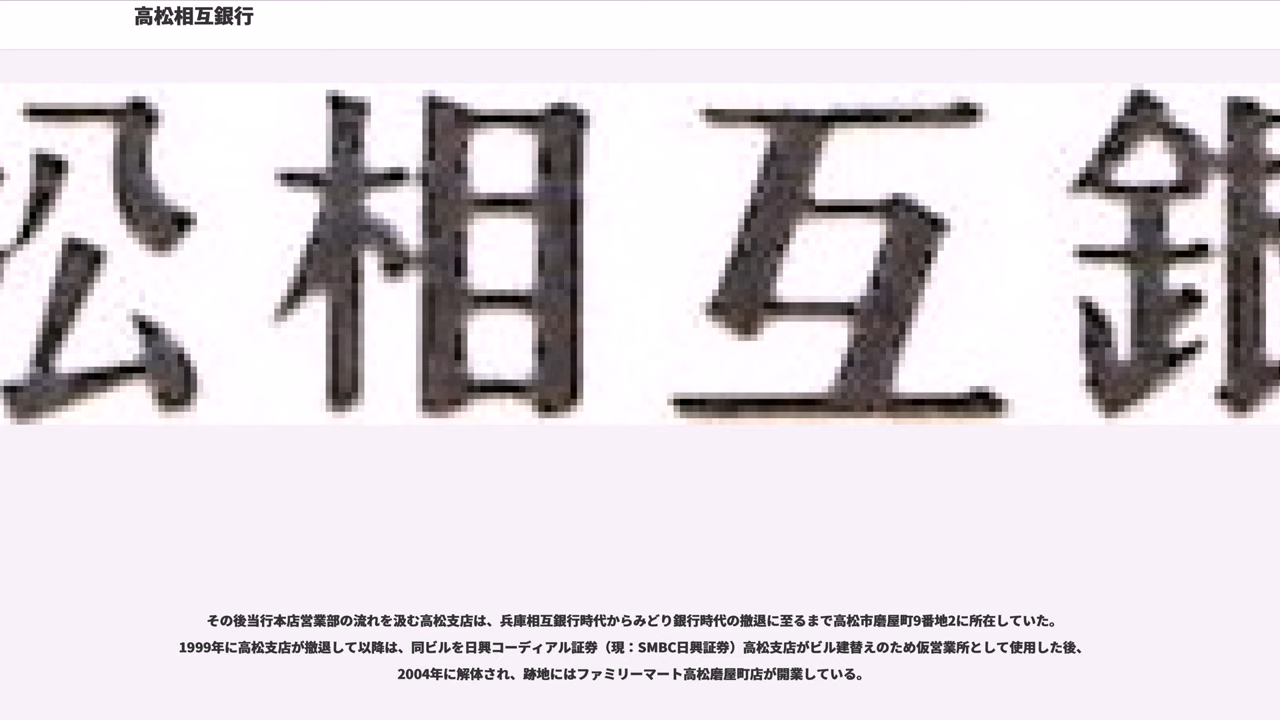 高松相互銀行
松相互銀
その後当行本店営業部の流れを汲む高松支店は、兵庫相互銀行時代からみどり銀行時代の撤退に至るまで高松市磨屋町9番地2に所在していた。
1999年に高松支店が撤退して以降は、同ビルを日興コーディアル証券（現：SMBC日興証券）高松支店がビル建替えのため仮営業所として使用した後、
2004年に解体され、跡地にはファミリーマート高松磨屋町店が開業している。